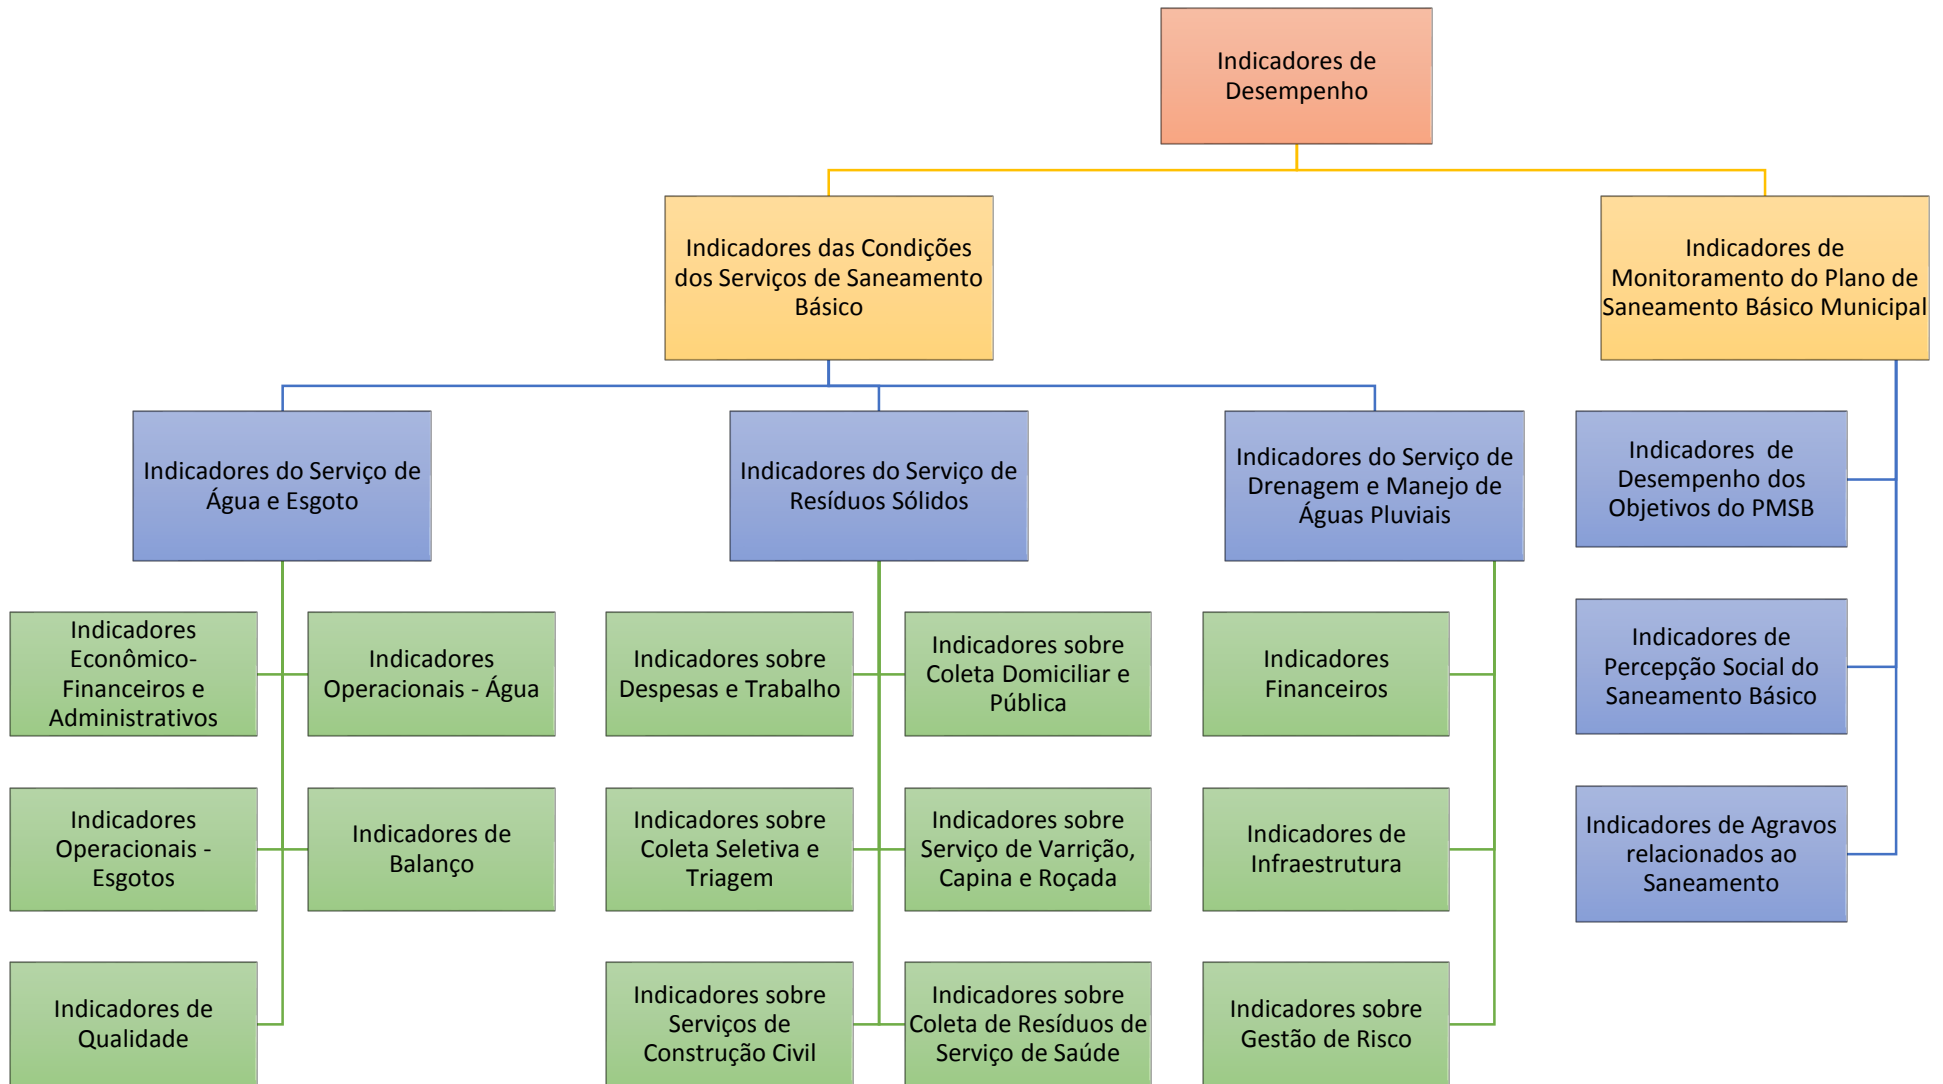 Indicadores de
Desempenho
Indicadores das Condições
dos Serviços de Saneamento
Básico
Indicadores de
Monitoramento do Plano de
Saneamento Básico Municipal
Indicadores do Serviço de
Água e Esgoto
Indicadores do Serviço de
Resíduos Sólidos
Indicadores do Serviço de
Drenagem e Manejo de
Águas Pluviais
Indicadores de
Desempenho dos
Objetivos do PMSB
Indicadores
Econômico-
Financeiros e
Administrativos
Indicadores
Operacionais - Água
Indicadores sobre
Despesas e Trabalho
Indicadores sobre
Coleta Domiciliar e
Pública
Indicadores
Financeiros
Indicadores de
Percepção Social do
Saneamento Básico
Indicadores
Operacionais -
Esgotos
Indicadores de
Balanço
Indicadores sobre
Coleta Seletiva e
Triagem
Indicadores sobre
Serviço de Varrição,
Capina e Roçada
Indicadores de
Infraestrutura
Indicadores de Agravos
relacionados ao
Saneamento
Indicadores de
Qualidade
Indicadores sobre
Serviços de
Construção Civil
Indicadores sobre
Coleta de Resíduos de
Serviço de Saúde
Indicadores sobre
Gestão de Risco